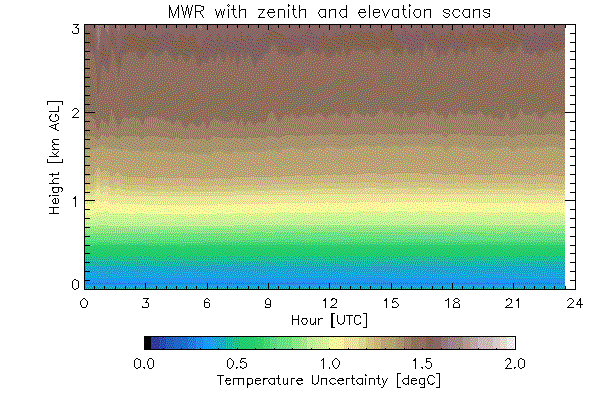 MWR with zenith and elevation scans
3
2
1
0
Height [km AGL]
0 3 6 9 12 15 18 21 24
Hour [UTC]
0.0 0.5 1.0 1.5 2.0
Temperature Uncertainty [degC]